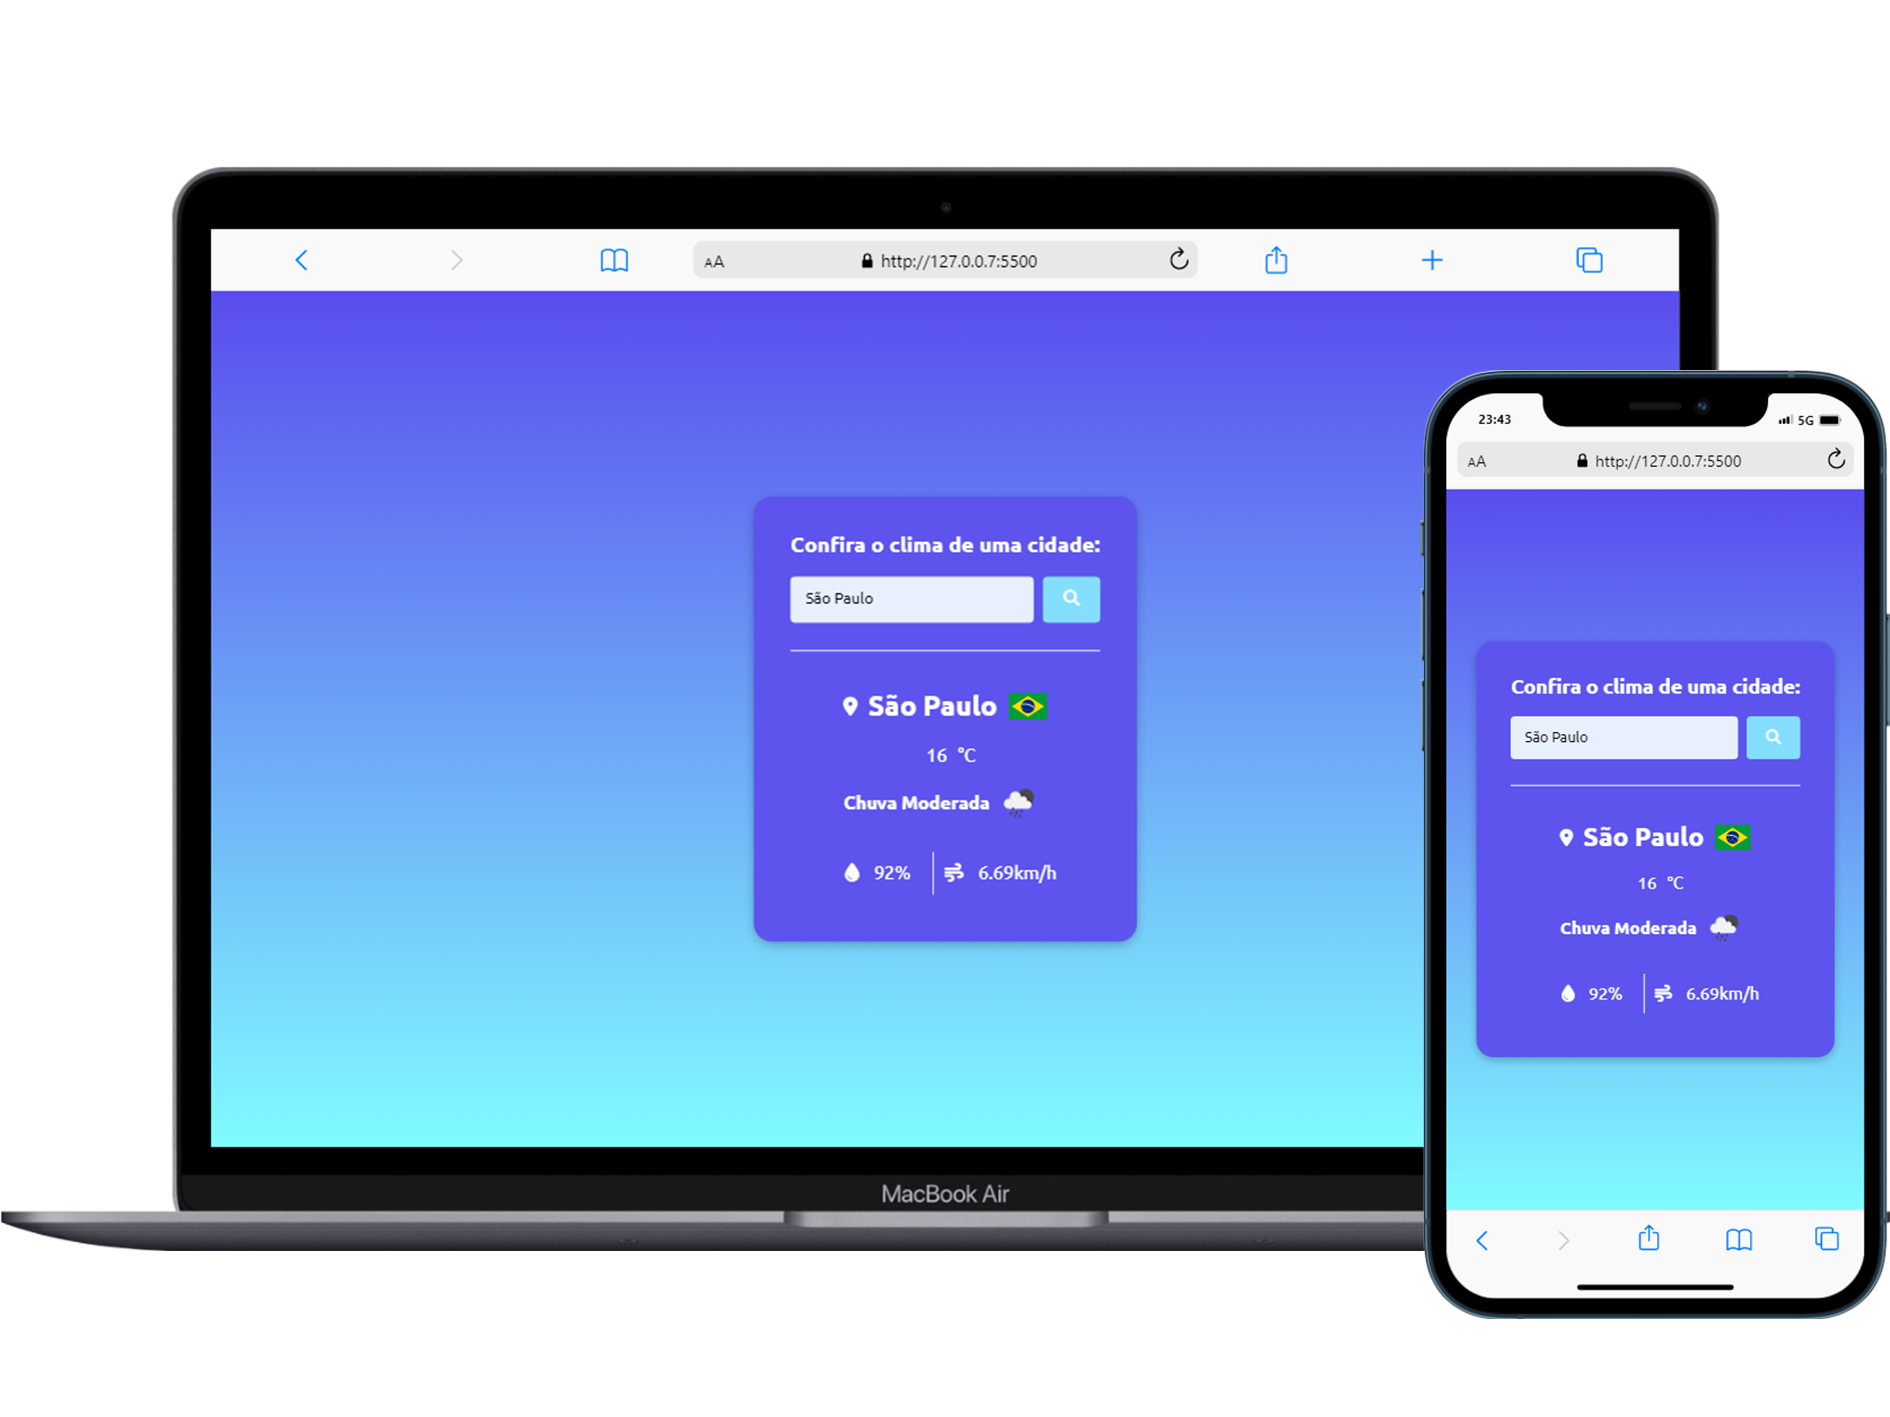 AA http://127.0.0.7:5500
Confira o clima de uma cidade:
São Paulo
São Paulo
16 °C
Chuva Moderada
92% 6.69km/h
MacBook Air
23:43 5G
AA http://127.0.0.7:5500
Confira o clima de uma cidade:
São Paulo
São Paulo
16 °C
Chuva Moderada
92% 6.69km/h